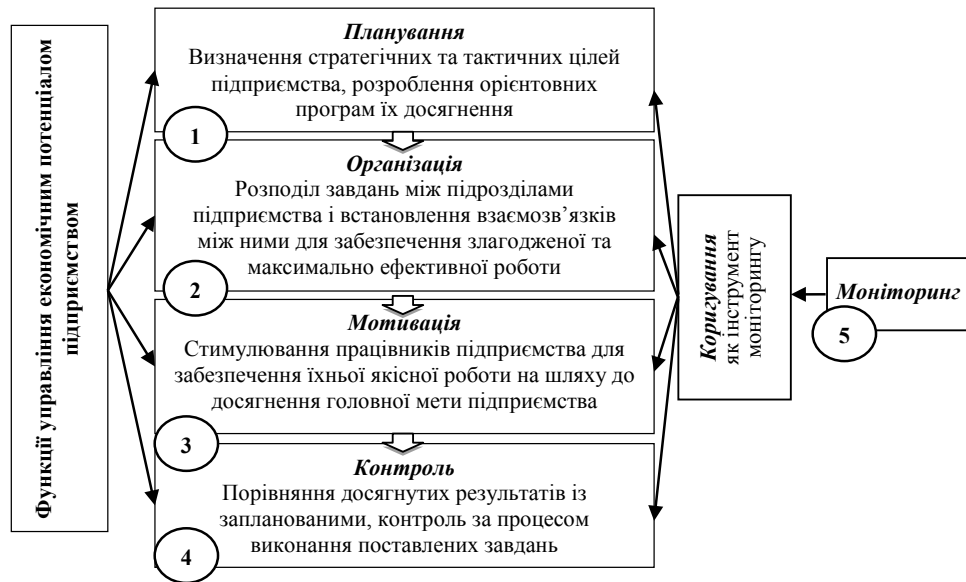 Функції управління економічним потенціалом
підприємством
Планування
Визначення стратегічних та тактичних цілей
підприємства, розроблення орієнтовних
програм їх досягнення
1
Організація
Розподіл завдань між підрозділами
підприємства і встановлення взаємозв’язків
між ними для забезпечення злагодженої та
максимально ефективної роботи
2
Мотивація
Стимулювання працівників підприємства для
забезпечення їхньої якісної роботи на шляху до
досягнення головної мети підприємства
3
Контроль
Порівняння досягнутих результатів із
запланованими, контроль за процесом
виконання поставлених завдань
4
Коригування
як інструмент
моніторингу
Моніторинг
5